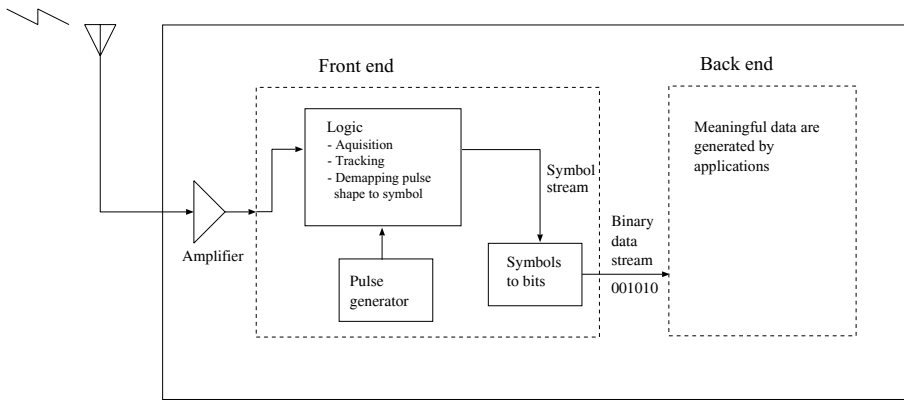 Front end
Back end
Logic
- Aquisition
- Tracking
- Demapping pulse
shape to symbol
Meaningful data are
generated by
applications
Symbol
stream
Amplifier
Pulse
generator
Symbols
to bits
Binary
data
stream
001010